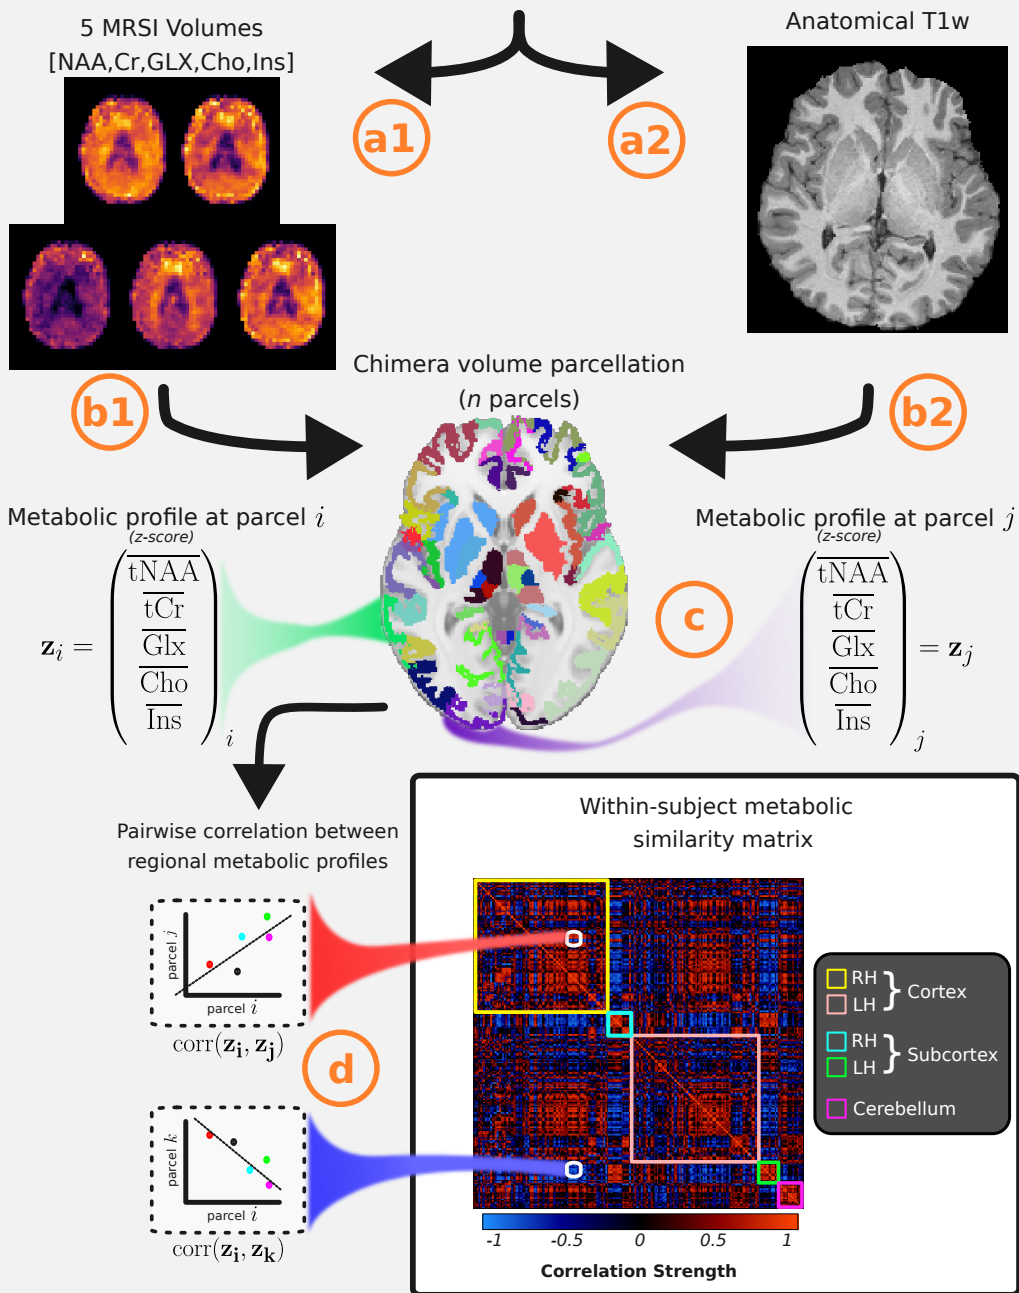 5 MRSI Volumes
[NAA,Cr,GLX,Cho,Ins]
Anatomical T1w
a1
a2
Chimera volume parcellation
(n parcels)
b1
b2
Metabolic profile at parcel i
(z-score)
z_i =
tNAA
tCr
Glx
Cho
Ins
i
Metabolic profile at parcel j
(z-score)
tNAA
tCr
Glx
Cho
Ins
j
= z_j
c
Pairwise correlation between
regional metabolic profiles
parcel j
parcel i
corr(z_i, z_j)
d
parcel k
parcel i
corr(z_i, z_k)
Within-subject metabolic
similarity matrix
RH
LH
Cortex
RH
LH
Subcortex
Cerebellum
-1 -0.5 0 0.5 1
Correlation Strength